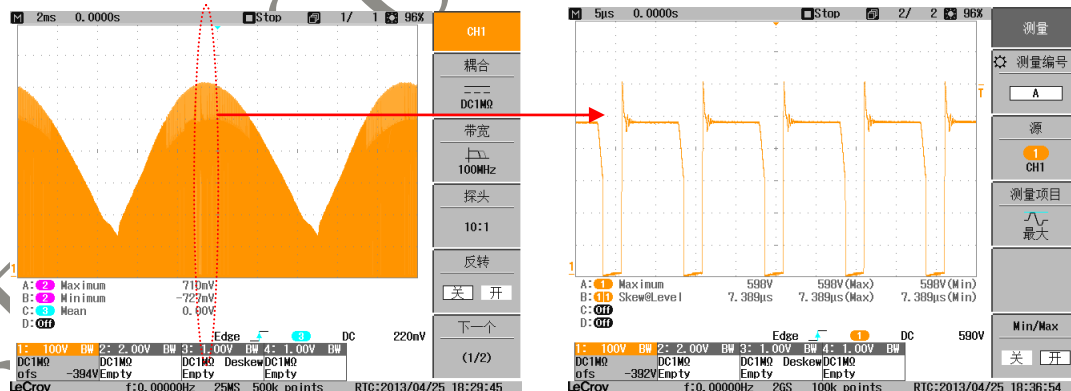 M 2ms 0.0000s Stop 1/ 1 96%
CH1
耦合
DC1MΩ
带宽
100MHz
探头
10:1
反转
关 开
下一个
(1/2)
1
A: 2 Maximum 710mV
B: 2 Minimum -727mV
C: 3 Mean 0.00V
D: Off
Edge 3 DC 220mV
1: 100V BW 2: 2.00V BW 3: 1.00V BW 4: 1.00V BW
DC1MΩ DC1MΩ DC1MΩ Deskew DC1MΩ
ofs -394V Empty Empty Empty
LeCroy f:0.00000Hz 25MS 500k points RTC:2013/04/25 18:29:45
M 5µs 0.0000s Stop 2/ 2 96%
测量
测量编号
A
源
1
CH1
测量项目
最大
Min/Max
关 开
T
1
A: 1 Maximum 598V 598V(Max) 598V(Min)
B: 1 1 Skew@Level 7.389µs 7.389µs(Max) 7.389µs(Min)
C: Off
D: Off
Edge 1 DC 590V
1: 100V BW 2: 2.00V BW 3: 1.00V BW 4: 1.00V BW
DC1MΩ DC1MΩ DC1MΩ Deskew DC1MΩ
ofs -392V Empty Empty Empty
LeCroy f:0.00000Hz 2GS 100k points RTC:2013/04/25 18:36:54